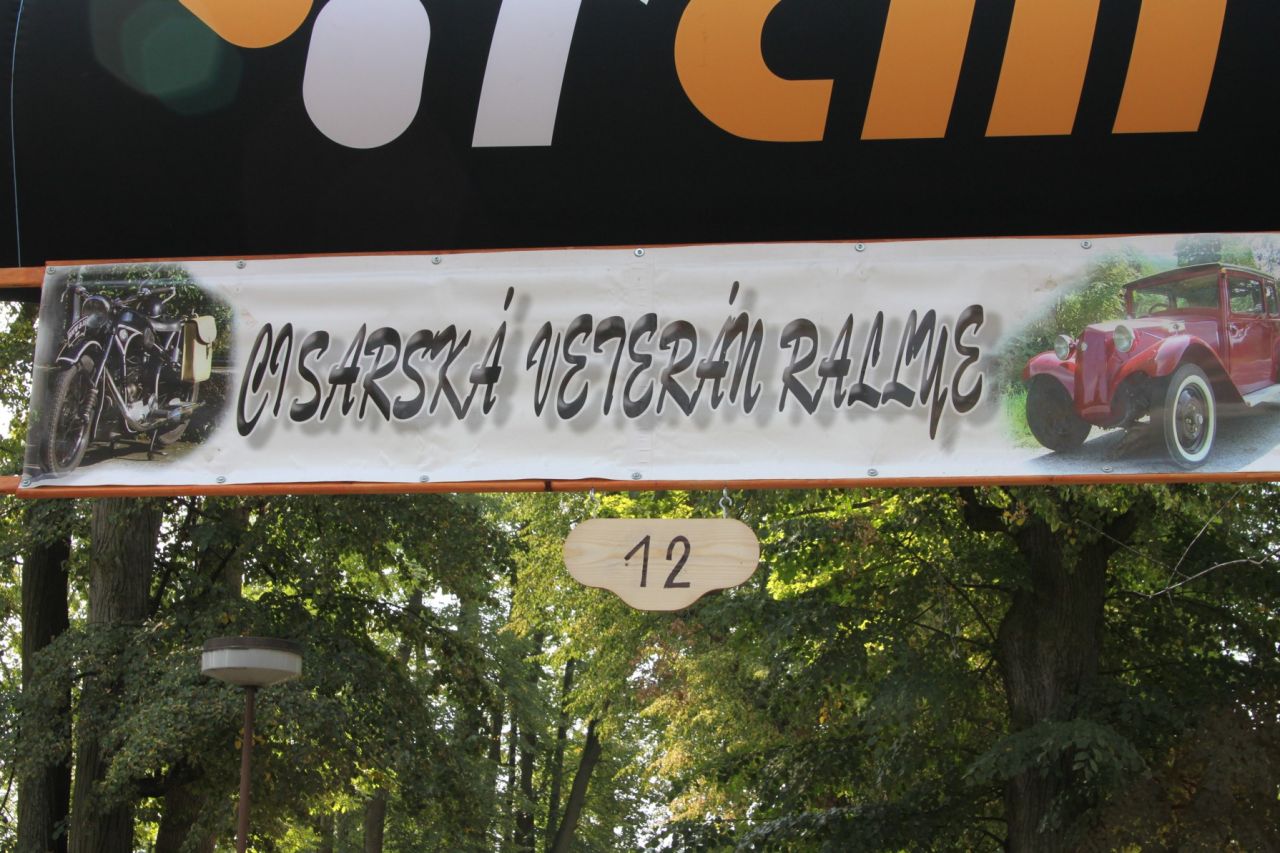 CISARSKÁ VETERÁN RALLYE
12